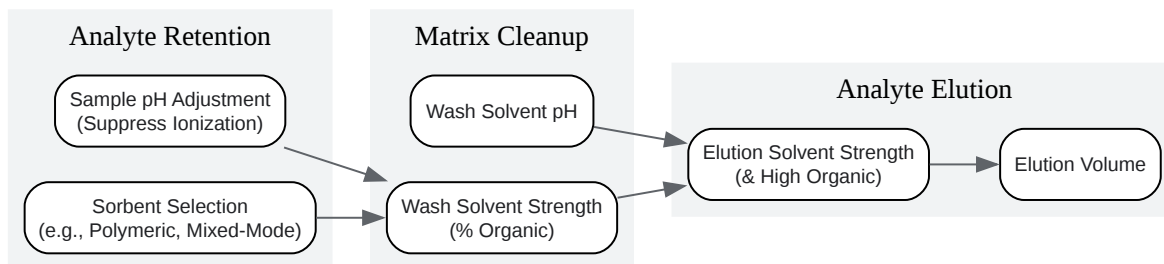 Analyte Retention
Sample pH Adjustment
(Suppress Ionization)
Sorbent Selection
(e.g., Polymeric, Mixed-Mode)
Matrix Cleanup
Wash Solvent pH
Wash Solvent Strength
(% Organic)
Analyte Elution
Elution Solvent Strength
(& High Organic)
Elution Volume